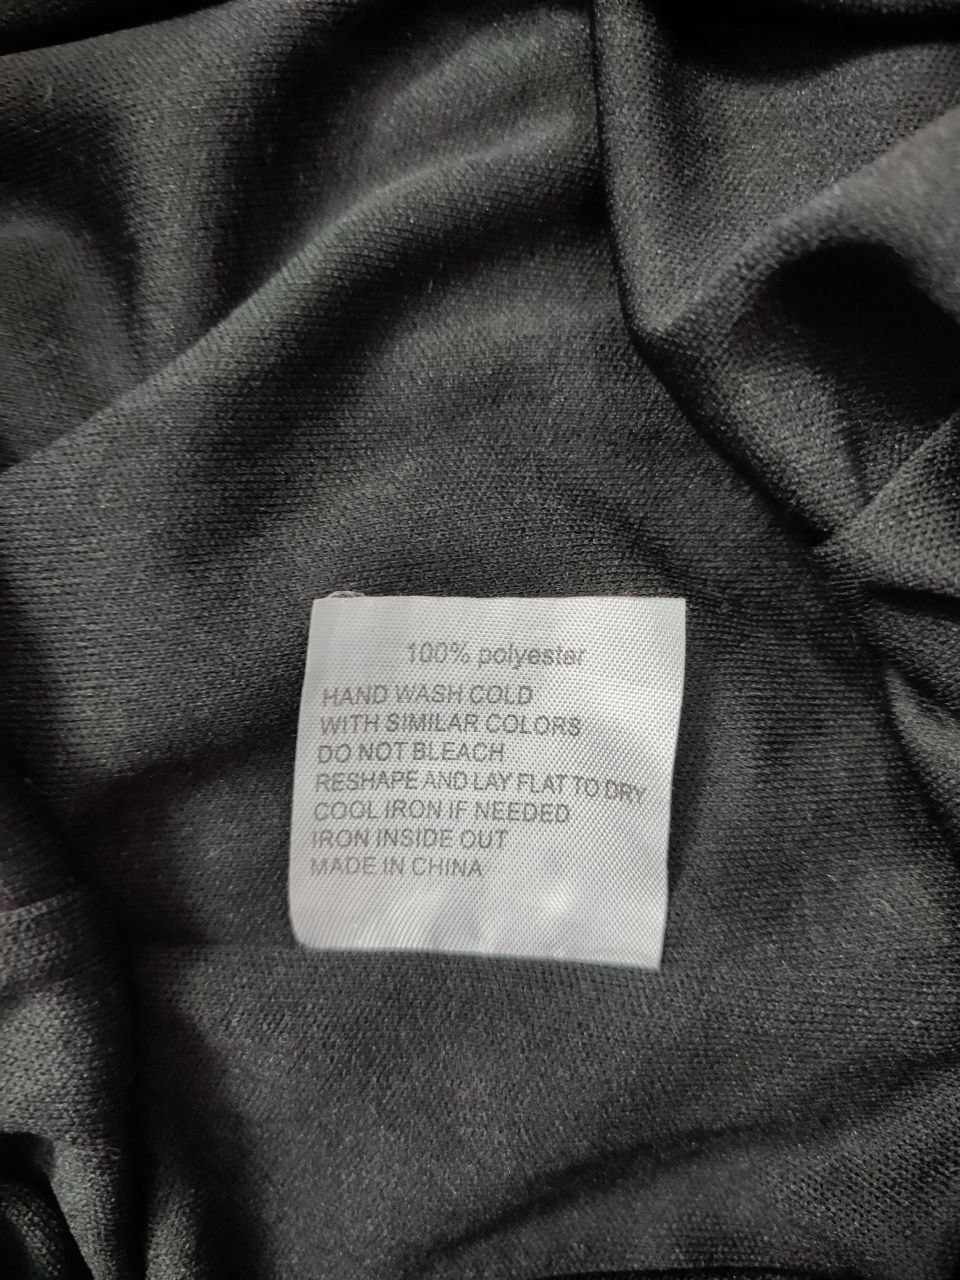 100% polyester
HAND WASH COLD
WITH SIMILAR COLORS
DO NOT BLEACH
RESHAPE AND LAY FLAT TO DRY
COOL IRON IF NEEDED
IRON INSIDE OUT
MADE IN CHINA